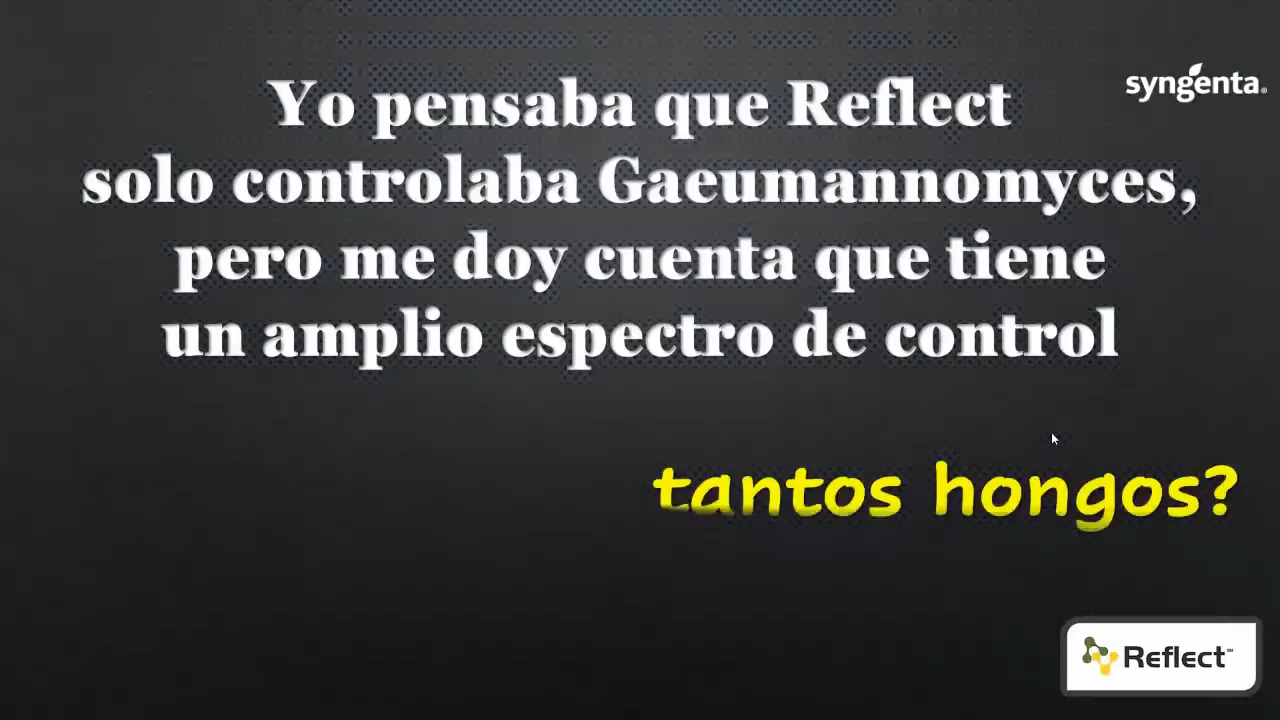 syngenta®
Yo pensaba que Reflect
solo controlaba Gaeumannomyces,
pero me doy cuenta que tiene
un amplio espectro de control
tantos hongos?
Reflect™